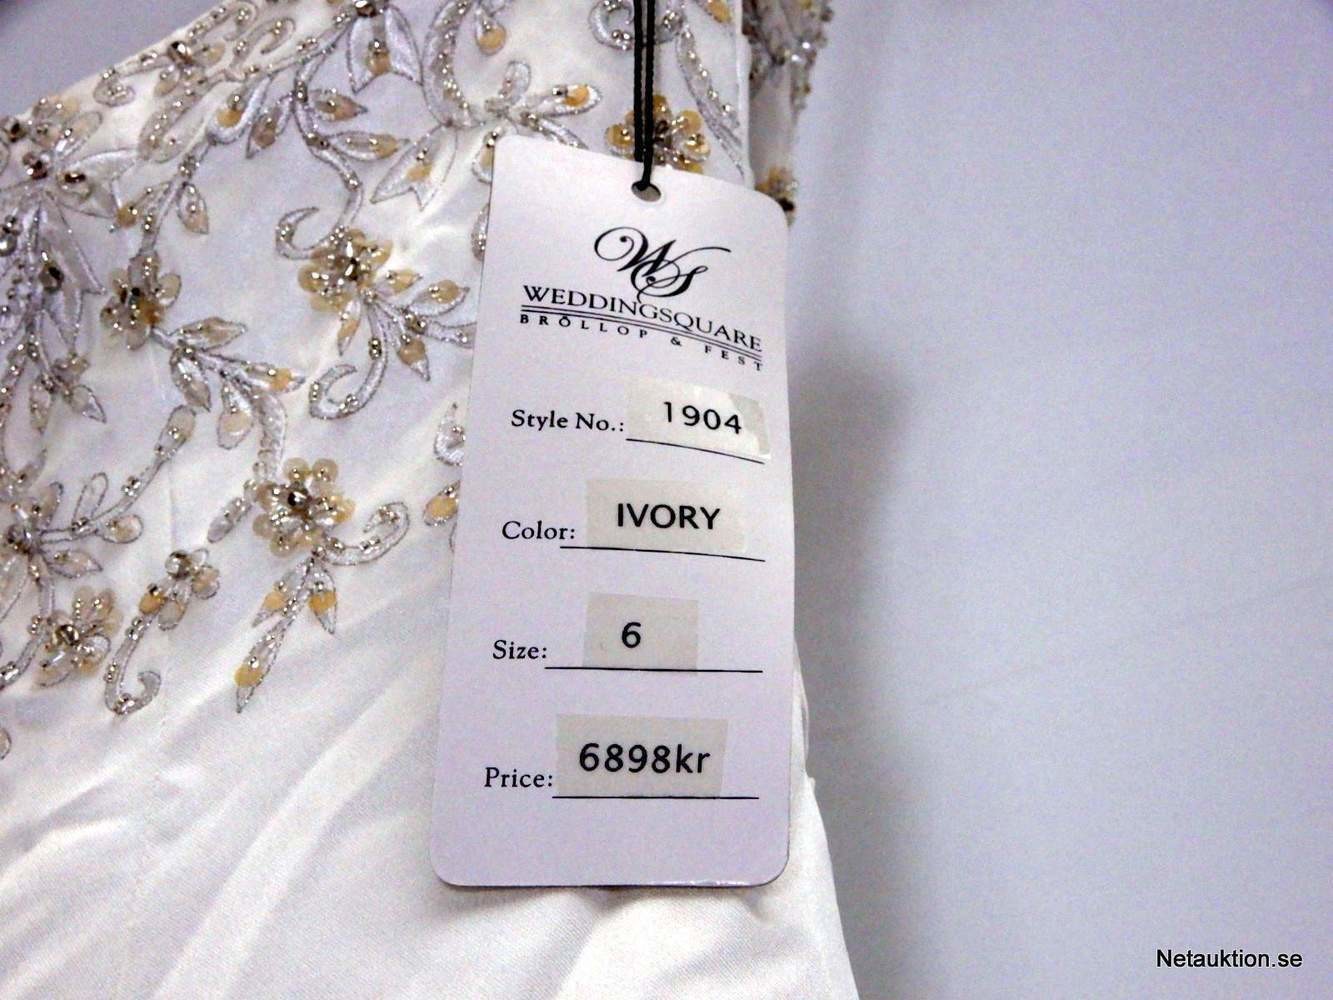 WS
WEDDINGSQUARE
BRÖLLOP & FEST
Style No.: 1904
Color: IVORY
Size: 6
Price: 6898kr
Netauktion.se